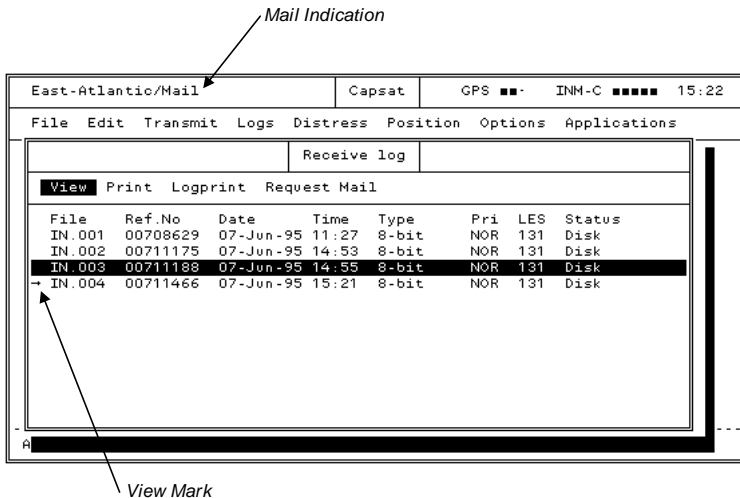 Mail Indication
East-Atlantic/Mail Capsat GPS ■■· INM-C ■■■■■ 15:22
File Edit Transmit Logs Distress Position Options Applications
Receive log
View Print Logprint Request Mail
File Ref.No Date Time Type Pri LES Status
IN.001 00708629 07-Jun-95 11:27 8-bit NOR 131 Disk
IN.002 00711175 07-Jun-95 14:53 8-bit NOR 131 Disk
IN.003 00711188 07-Jun-95 14:55 8-bit NOR 131 Disk
→ IN.004 00711466 07-Jun-95 15:21 8-bit NOR 131 Disk
A
View Mark